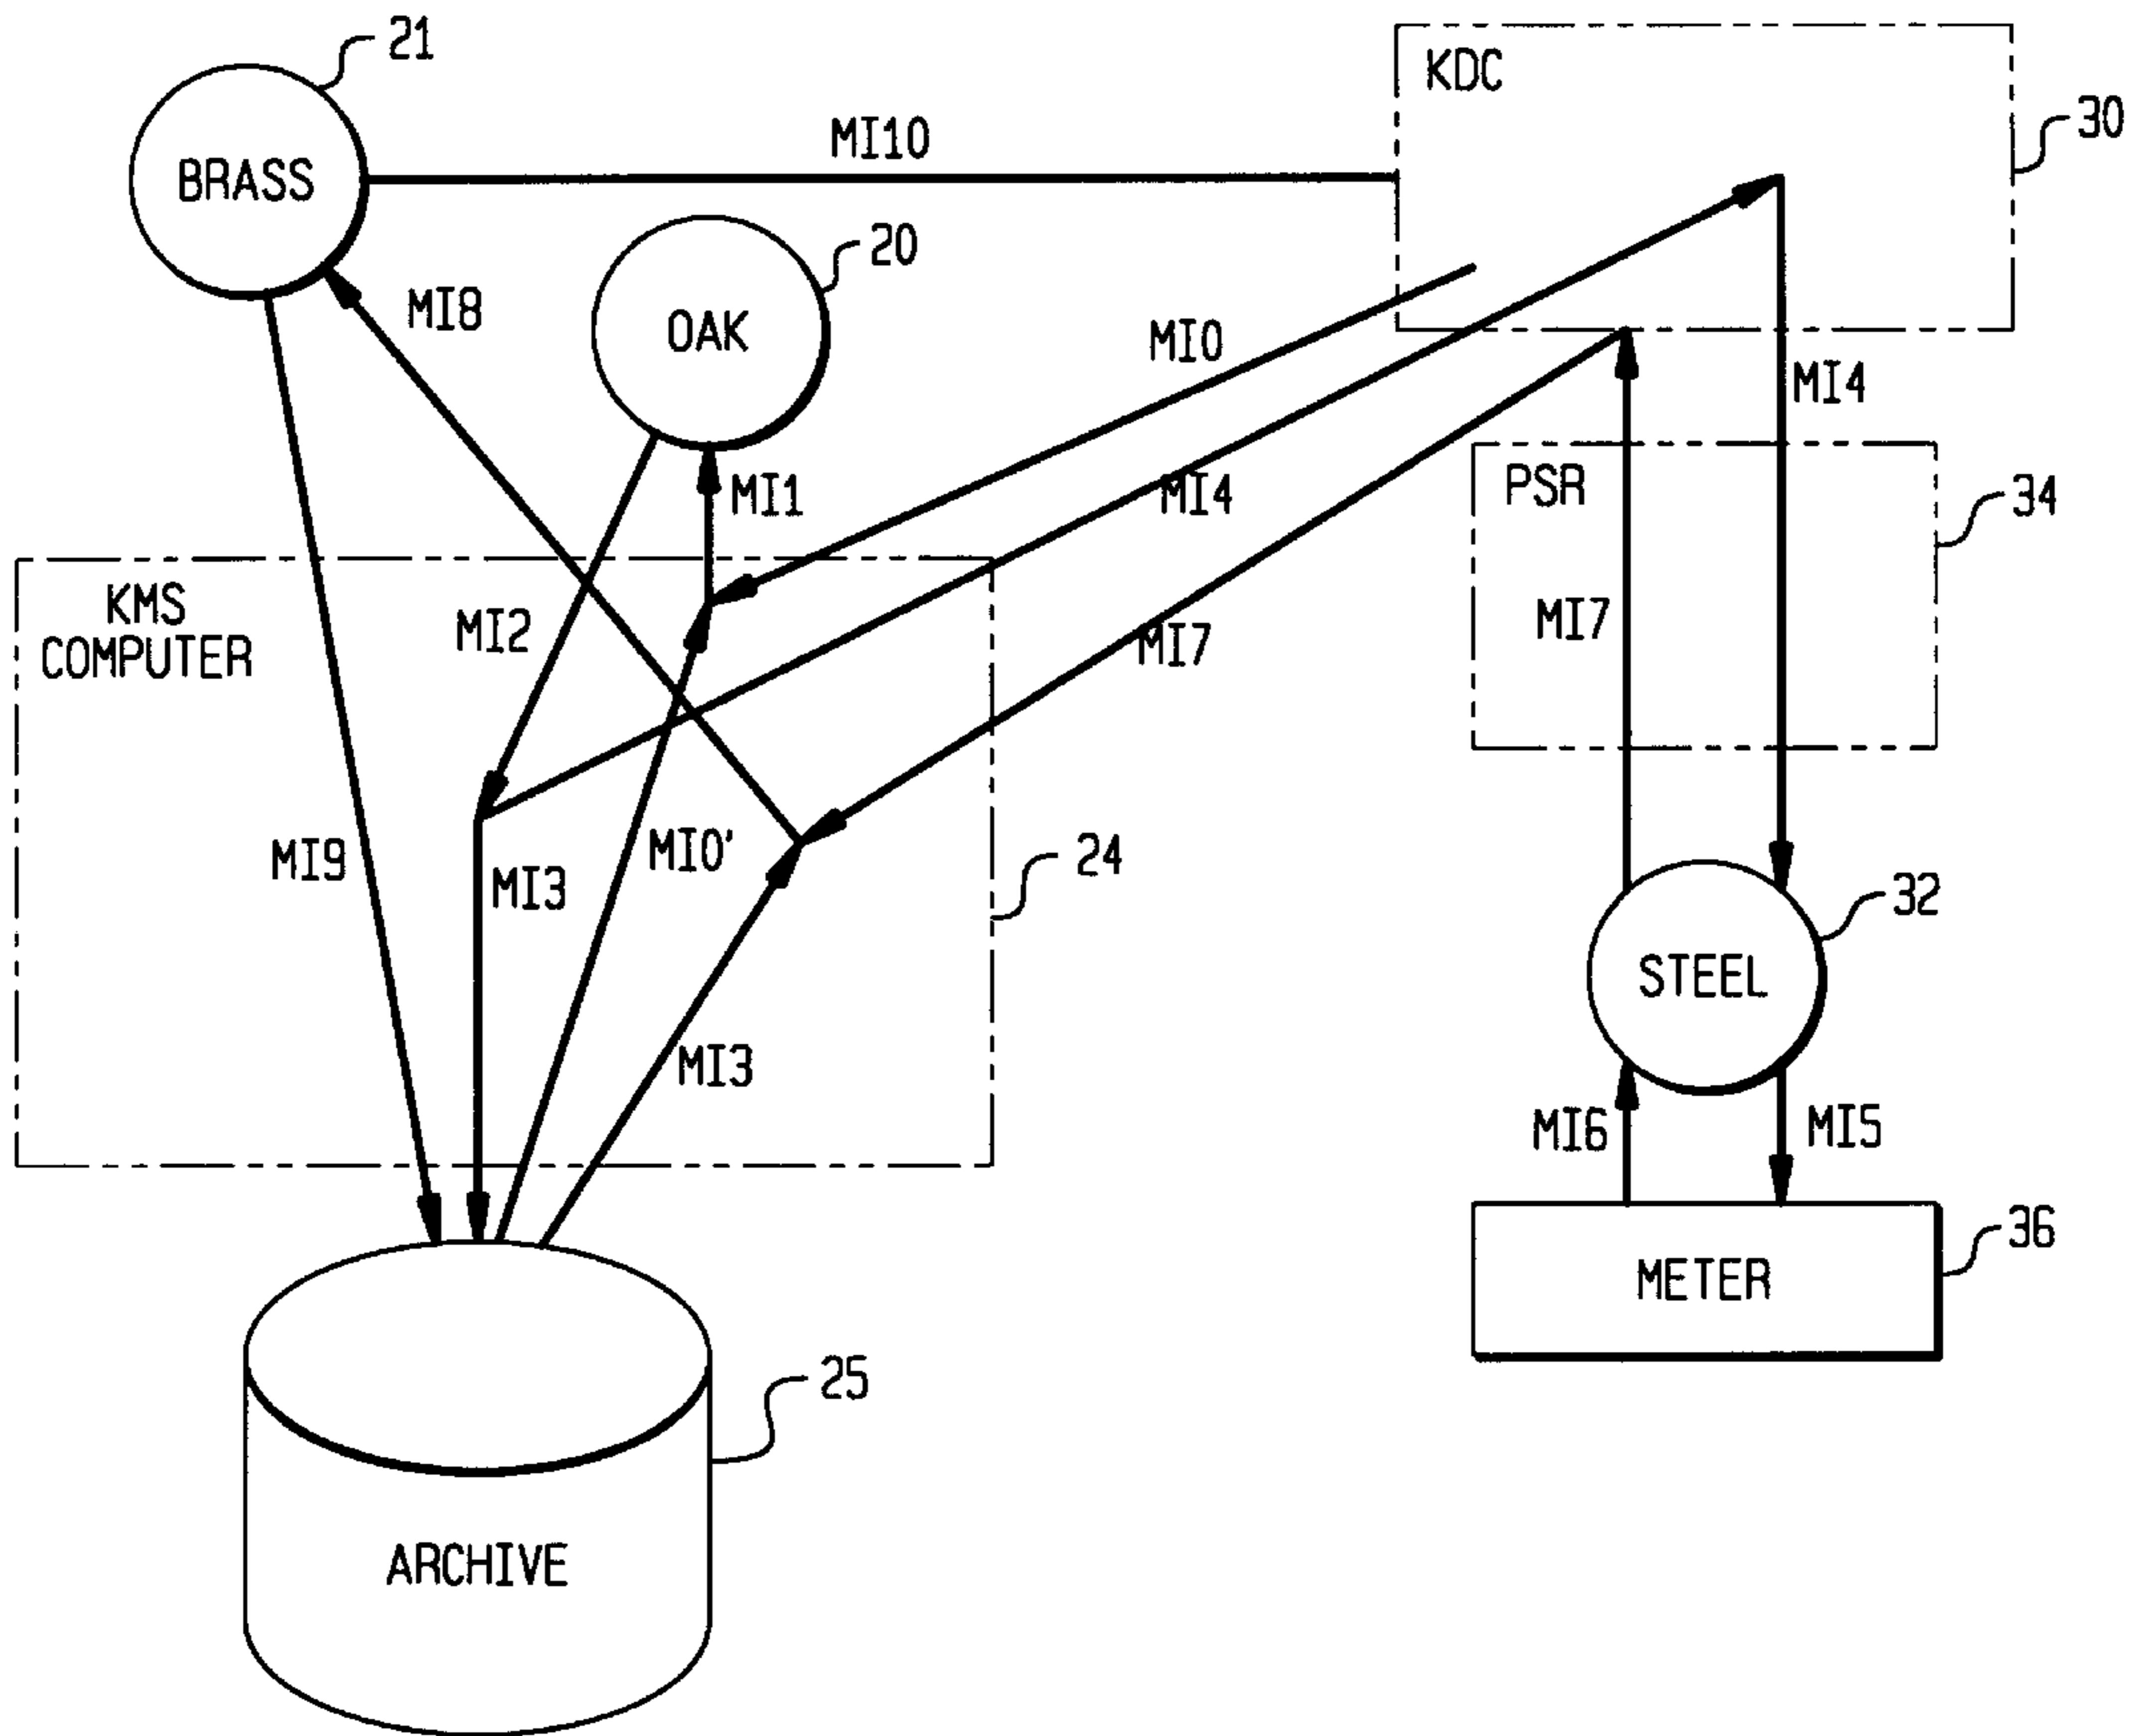 21
KDC
30
BRASS
MI10
20
OAK
MI8
MI0
MI4
MI1
MI4
PSR
34
KMS
COMPUTER
MI2
MI7
MI7
MI9
MI3
MI0'
24
32
STEEL
MI3
MI6
MI5
36
METER
25
ARCHIVE